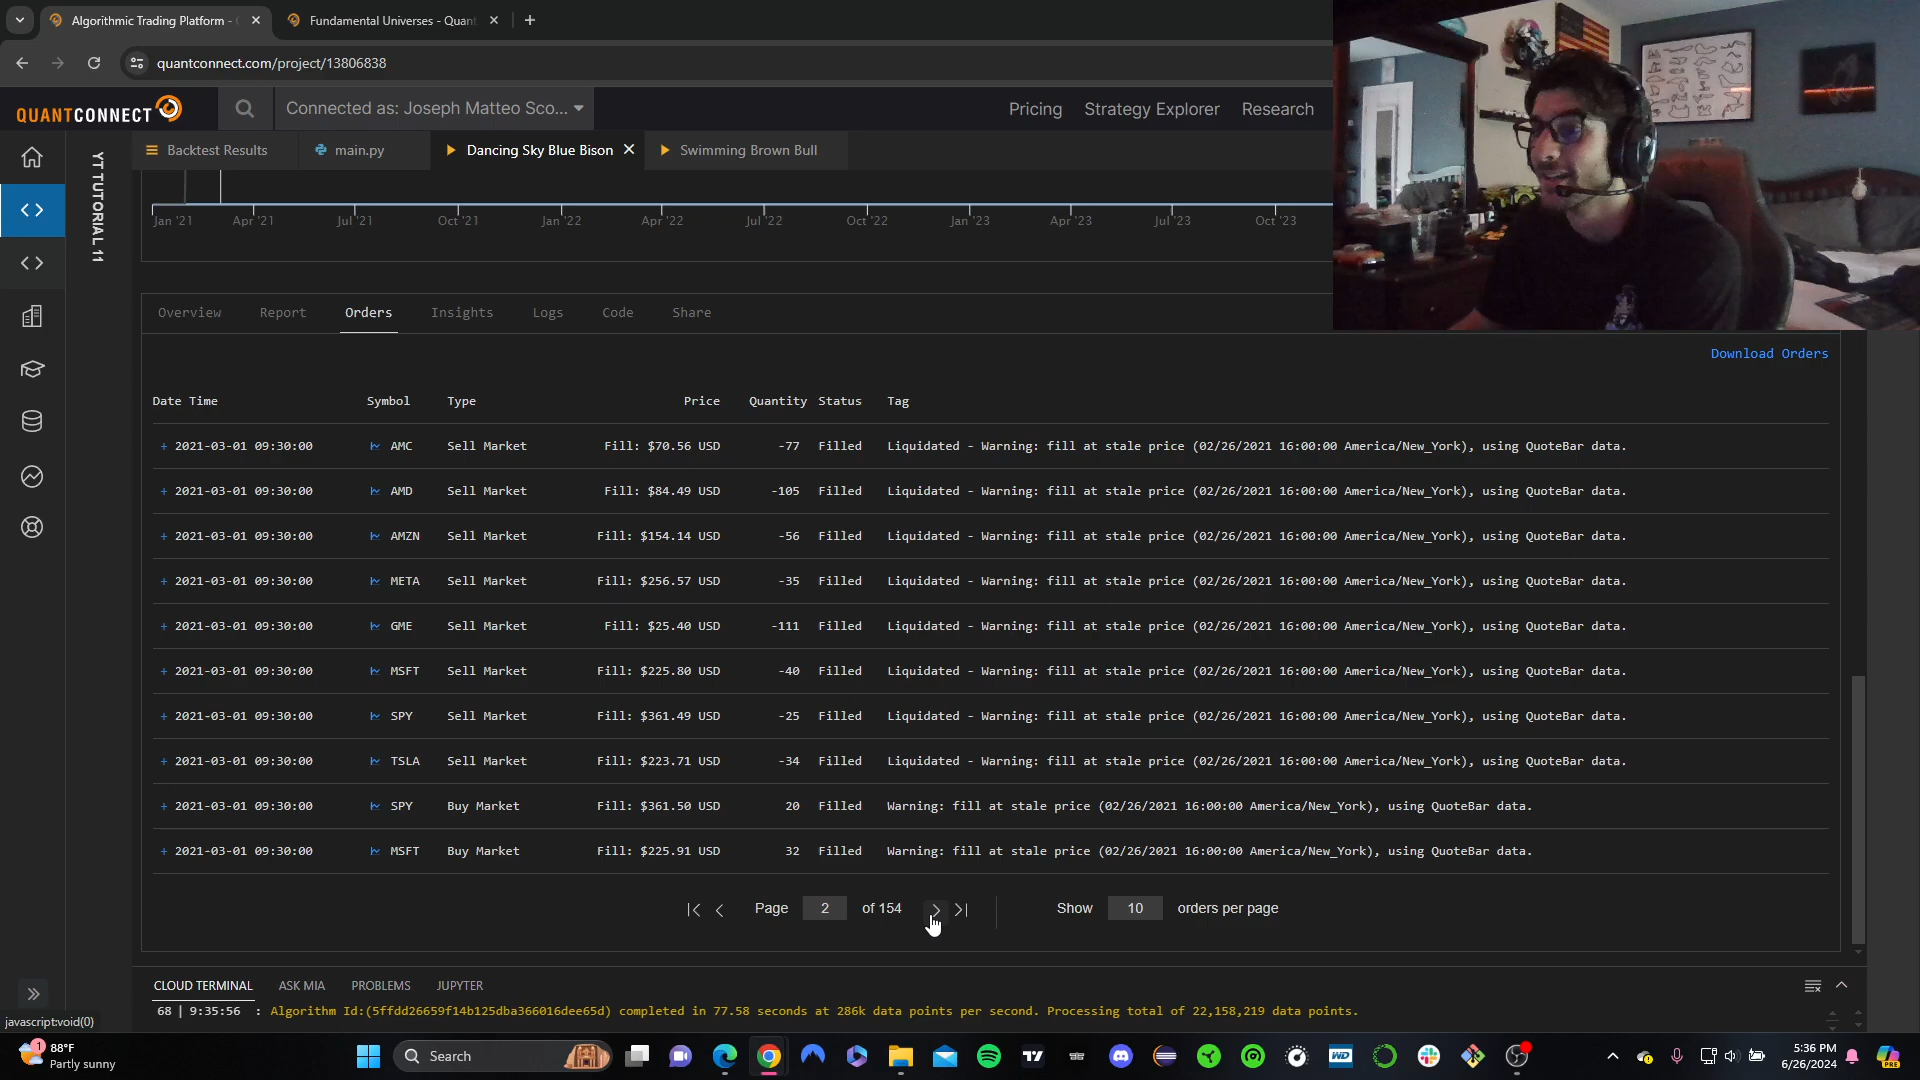 Algorithmic Trading Platform -
Fundamental Universes - Quant
quantconnect.com/project/13806838
QUANTCONNECT
Connected as: Joseph Matteo Sco...
Pricing
Strategy Explorer
Research
Backtest Results
main.py
Dancing Sky Blue Bison
Swimming Brown Bull
YT TUTORIAL 11
Jan '21 Apr '21 Jul '21 Oct '21 Jan '22 Apr '22 Jul '22 Oct '22 Jan '23 Apr '23 Jul '23 Oct '23
Overview Report Orders Insights Logs Code Share
Download Orders
Date Time Symbol Type Price Quantity Status Tag
+ 2021-03-01 09:30:00 AMC Sell Market Fill: $70.56 USD -77 Filled Liquidated - Warning: fill at stale price (02/26/2021 16:00:00 America/New_York), using QuoteBar data.
+ 2021-03-01 09:30:00 AMD Sell Market Fill: $84.49 USD -105 Filled Liquidated - Warning: fill at stale price (02/26/2021 16:00:00 America/New_York), using QuoteBar data.
+ 2021-03-01 09:30:00 AMZN Sell Market Fill: $154.14 USD -56 Filled Liquidated - Warning: fill at stale price (02/26/2021 16:00:00 America/New_York), using QuoteBar data.
+ 2021-03-01 09:30:00 META Sell Market Fill: $256.57 USD -35 Filled Liquidated - Warning: fill at stale price (02/26/2021 16:00:00 America/New_York), using QuoteBar data.
+ 2021-03-01 09:30:00 GME Sell Market Fill: $25.40 USD -111 Filled Liquidated - Warning: fill at stale price (02/26/2021 16:00:00 America/New_York), using QuoteBar data.
+ 2021-03-01 09:30:00 MSFT Sell Market Fill: $225.80 USD -40 Filled Liquidated - Warning: fill at stale price (02/26/2021 16:00:00 America/New_York), using QuoteBar data.
+ 2021-03-01 09:30:00 SPY Sell Market Fill: $361.49 USD -25 Filled Liquidated - Warning: fill at stale price (02/26/2021 16:00:00 America/New_York), using QuoteBar data.
+ 2021-03-01 09:30:00 TSLA Sell Market Fill: $223.71 USD -34 Filled Liquidated - Warning: fill at stale price (02/26/2021 16:00:00 America/New_York), using QuoteBar data.
+ 2021-03-01 09:30:00 SPY Buy Market Fill: $361.50 USD 20 Filled Warning: fill at stale price (02/26/2021 16:00:00 America/New_York), using QuoteBar data.
+ 2021-03-01 09:30:00 MSFT Buy Market Fill: $225.91 USD 32 Filled Warning: fill at stale price (02/26/2021 16:00:00 America/New_York), using QuoteBar data.
Page 2 of 154 Show 10 orders per page
CLOUD TERMINAL ASK MIA PROBLEMS JUPYTER
68 | 9:35:56 : Algorithm Id:(5ffdd26659f14b125dba366016dee65d) completed in 77.58 seconds at 286k data points per second. Processing total of 22,158,219 data points.
javascript:void(0)
1
88°F
Partly sunny
Search
WD
5:36 PM
6/26/2024
PRE